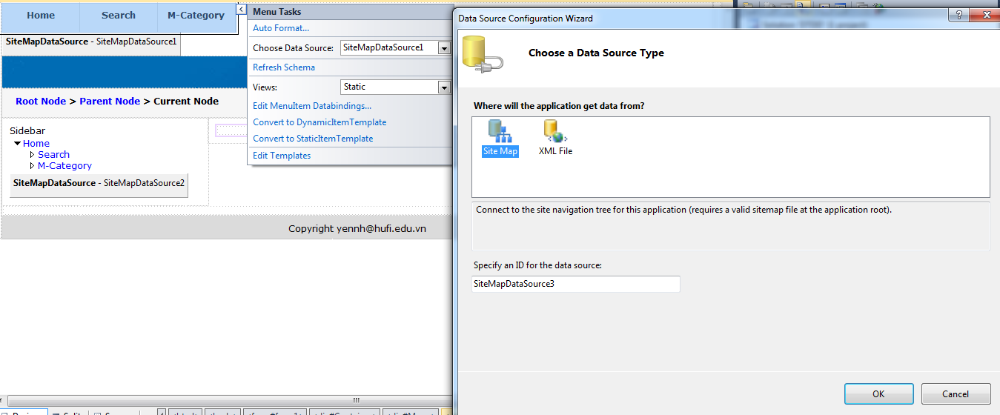 Home Search M-Category
SiteMapDataSource - SiteMapDataSource1
Root Node > Parent Node > Current Node
Sidebar
Home
Search
M-Category
SiteMapDataSource - SiteMapDataSource2
Copyright yennh@hufi.edu.vn
Menu Tasks
Auto Format...
Choose Data Source: SiteMapDataSource1
Refresh Schema
Views: Static
Edit MenuItem Databindings...
Convert to DynamicItemTemplate
Convert to StaticItemTemplate
Edit Templates
Data Source Configuration Wizard
Choose a Data Source Type
Where will the application get data from?
Site Map XML File
Connect to the site navigation tree for this application (requires a valid sitemap file at the application root).
Specify an ID for the data source:
SiteMapDataSource3
OK Cancel